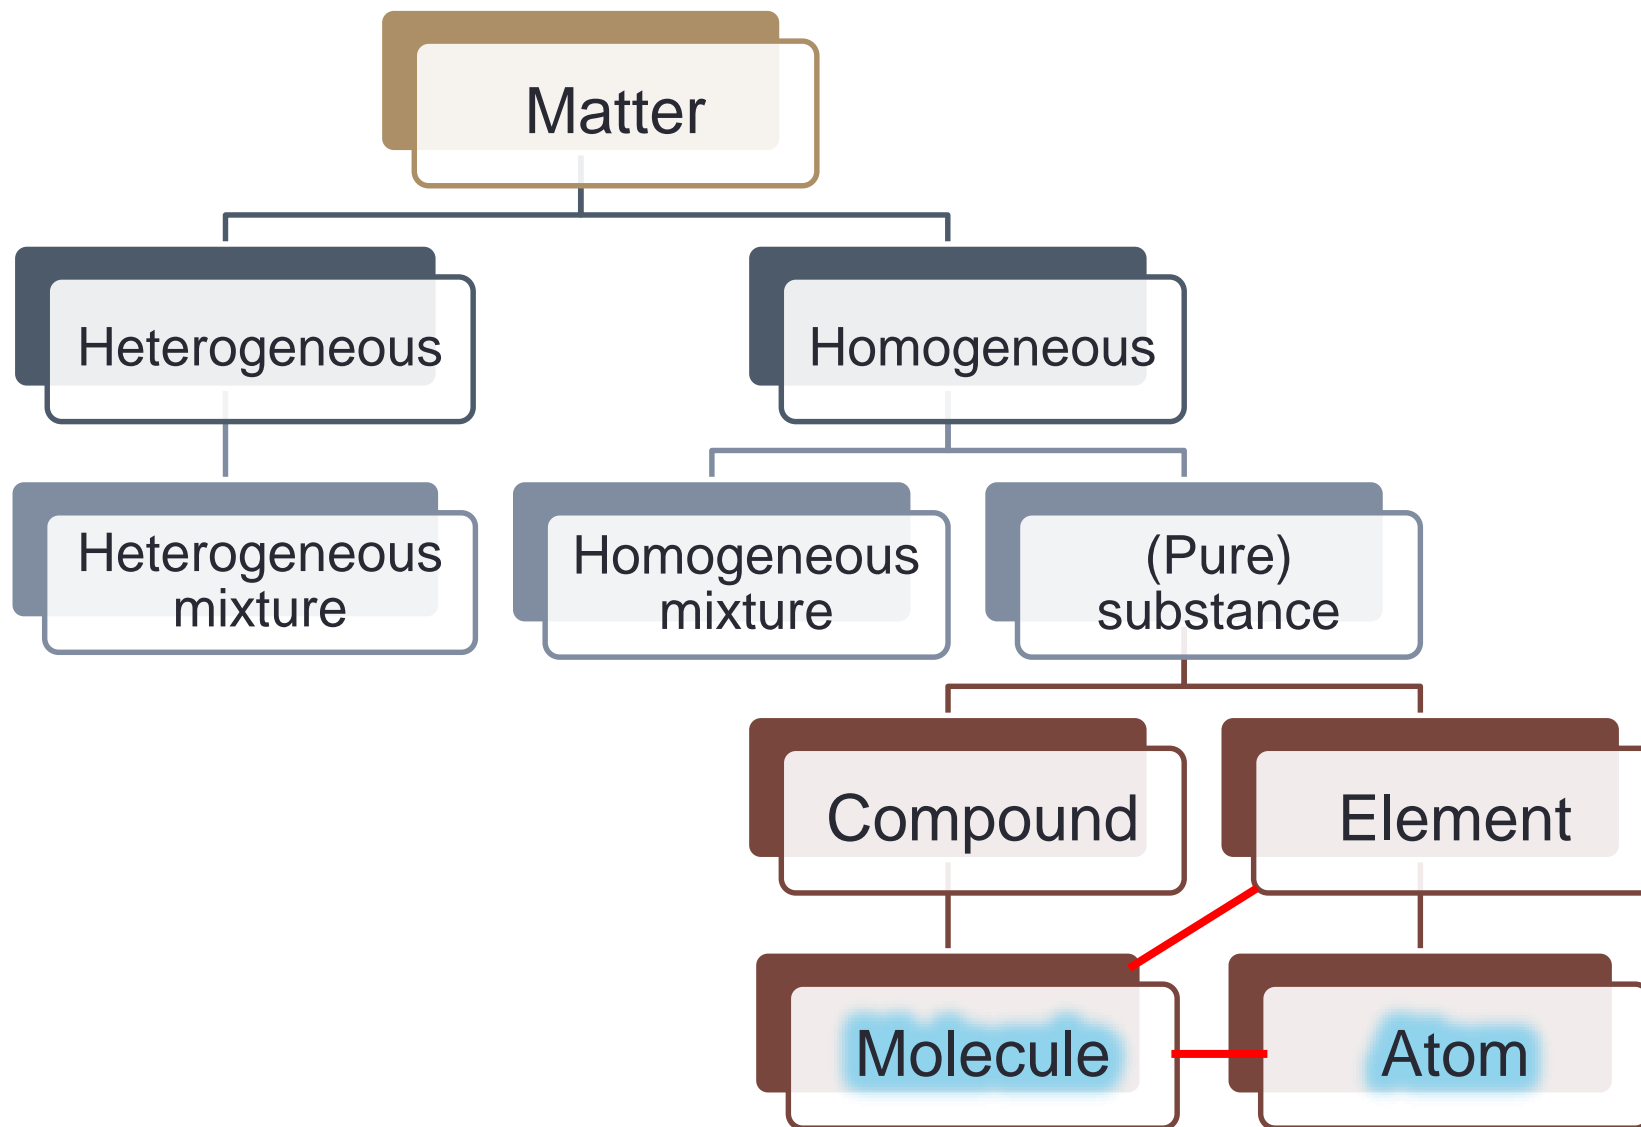 Matter
Heterogeneous
Homogeneous
Heterogeneous
mixture
Homogeneous
mixture
(Pure)
substance
Compound
Element
Molecule
Atom